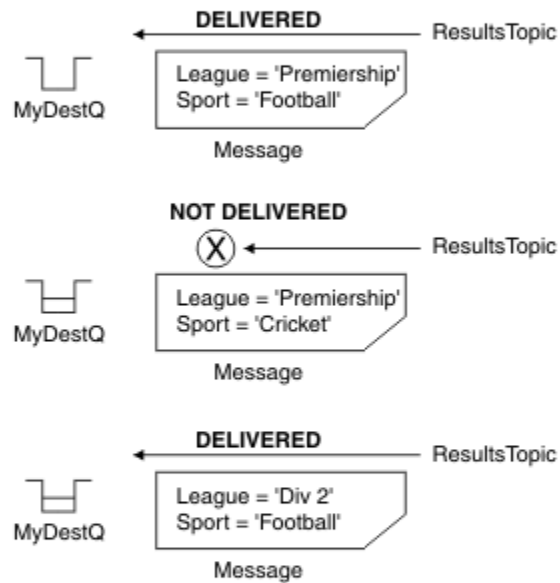 DELIVERED
ResultsTopic
League = 'Premiership'
Sport = 'Football'
MyDestQ
Message
NOT DELIVERED
X
ResultsTopic
League = 'Premiership'
Sport = 'Cricket'
MyDestQ
Message
DELIVERED
ResultsTopic
League = 'Div 2'
Sport = 'Football'
MyDestQ
Message